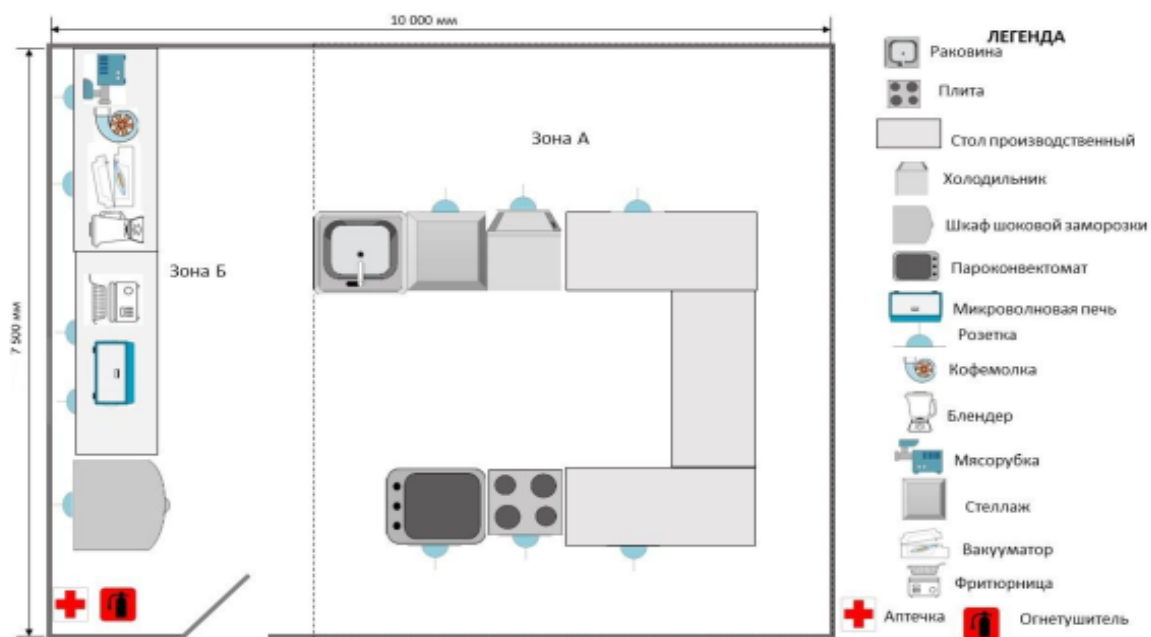 10 000 мм
7 500 мм
Зона А
Зона Б
ЛЕГЕНДА
Раковина
Плита
Стол производственный
Холодильник
Шкаф шоковой заморозки
Пароконвектомат
Микроволновая печь
Розетка
Кофемолка
Блендер
Мясорубка
Стеллаж
Вакууматор
Фритюрница
Аптечка
Огнетушитель